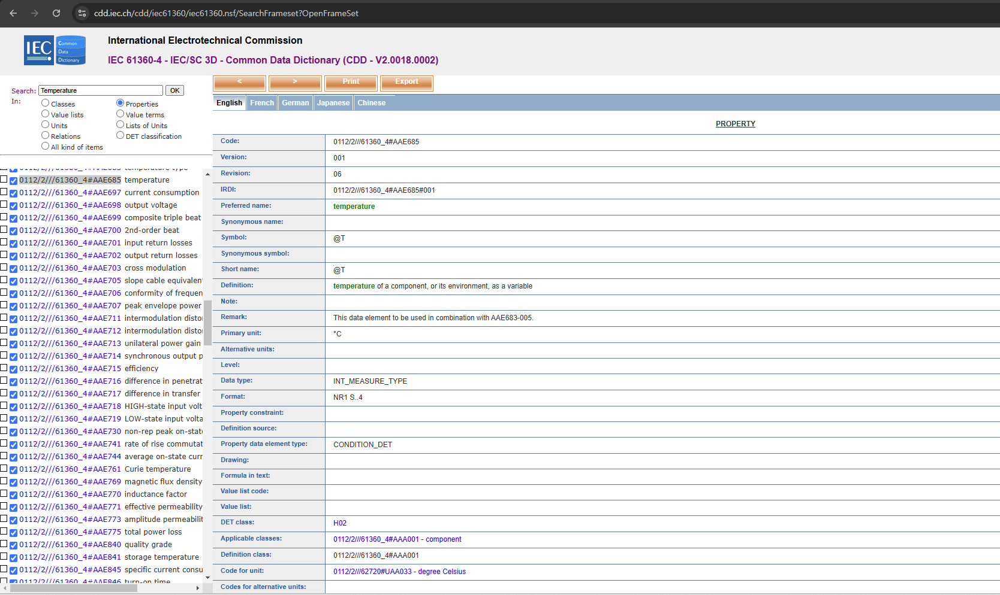 cdd.iec.ch/cdd/iec61360/iec61360.nsf/SearchFrameset?OpenFrameSet
IEC Common Data Dictionary
International Electrotechnical Commission
IEC 61360-4 - IEC/SC 3D - Common Data Dictionary (CDD - V2.0018.0002)
Search: Temperature OK
In:
Classes Properties
Value lists Value terms
Units Lists of Units
Relations DET classification
All kind of items
0112/2///61360_4#AAE683 temperature type
0112/2///61360_4#AAE685 temperature
0112/2///61360_4#AAE697 current consumption
0112/2///61360_4#AAE698 output voltage
0112/2///61360_4#AAE699 composite triple beat
0112/2///61360_4#AAE700 2nd-order beat
0112/2///61360_4#AAE701 input return losses
0112/2///61360_4#AAE702 output return losses
0112/2///61360_4#AAE703 cross modulation
0112/2///61360_4#AAE705 slope cable equivalen
0112/2///61360_4#AAE706 conformity of frequen
0112/2///61360_4#AAE707 peak envelope power
0112/2///61360_4#AAE711 intermodulation disto
0112/2///61360_4#AAE712 intermodulation disto
0112/2///61360_4#AAE713 unilateral power gain
0112/2///61360_4#AAE714 synchronous output p
0112/2///61360_4#AAE715 efficiency
0112/2///61360_4#AAE716 difference in penetrat
0112/2///61360_4#AAE717 difference in transfer
0112/2///61360_4#AAE718 HIGH-state input volt
0112/2///61360_4#AAE719 LOW-state input volta
0112/2///61360_4#AAE730 non-rep peak on-state
0112/2///61360_4#AAE741 rate of rise commutat
0112/2///61360_4#AAE744 average on-state curr
0112/2///61360_4#AAE761 Curie temperature
0112/2///61360_4#AAE769 magnetic flux density
0112/2///61360_4#AAE770 inductance factor
0112/2///61360_4#AAE771 effective permeability
0112/2///61360_4#AAE773 amplitude permeabilit
0112/2///61360_4#AAE775 total power loss
0112/2///61360_4#AAE840 quality grade
0112/2///61360_4#AAE841 storage temperature
0112/2///61360_4#AAE845 specific current consu
0112/2///61360_4#AAE846 turn-on time
< > Print Export
English French German Japanese Chinese
PROPERTY
Code: 0112/2///61360_4#AAE685
Version: 001
Revision: 06
IRDI: 0112/2///61360_4#AAE685#001
Preferred name: temperature
Synonymous name:
Symbol: @T
Synonymous symbol:
Short name: @T
Definition: temperature of a component, or its environment, as a variable
Note:
Remark: This data element to be used in combination with AAE683-005.
Primary unit: °C
Alternative units:
Level:
Data type: INT_MEASURE_TYPE
Format: NR1 S..4
Property constraint:
Definition source:
Property data element type: CONDITION_DET
Drawing:
Formula in text:
Value list code:
Value list:
DET class: H02
Applicable classes: 0112/2///61360_4#AAA001 - component
Definition class: 0112/2///61360_4#AAA001
Code for unit: 0112/2///62720#UAA033 - degree Celsius
Codes for alternative units: